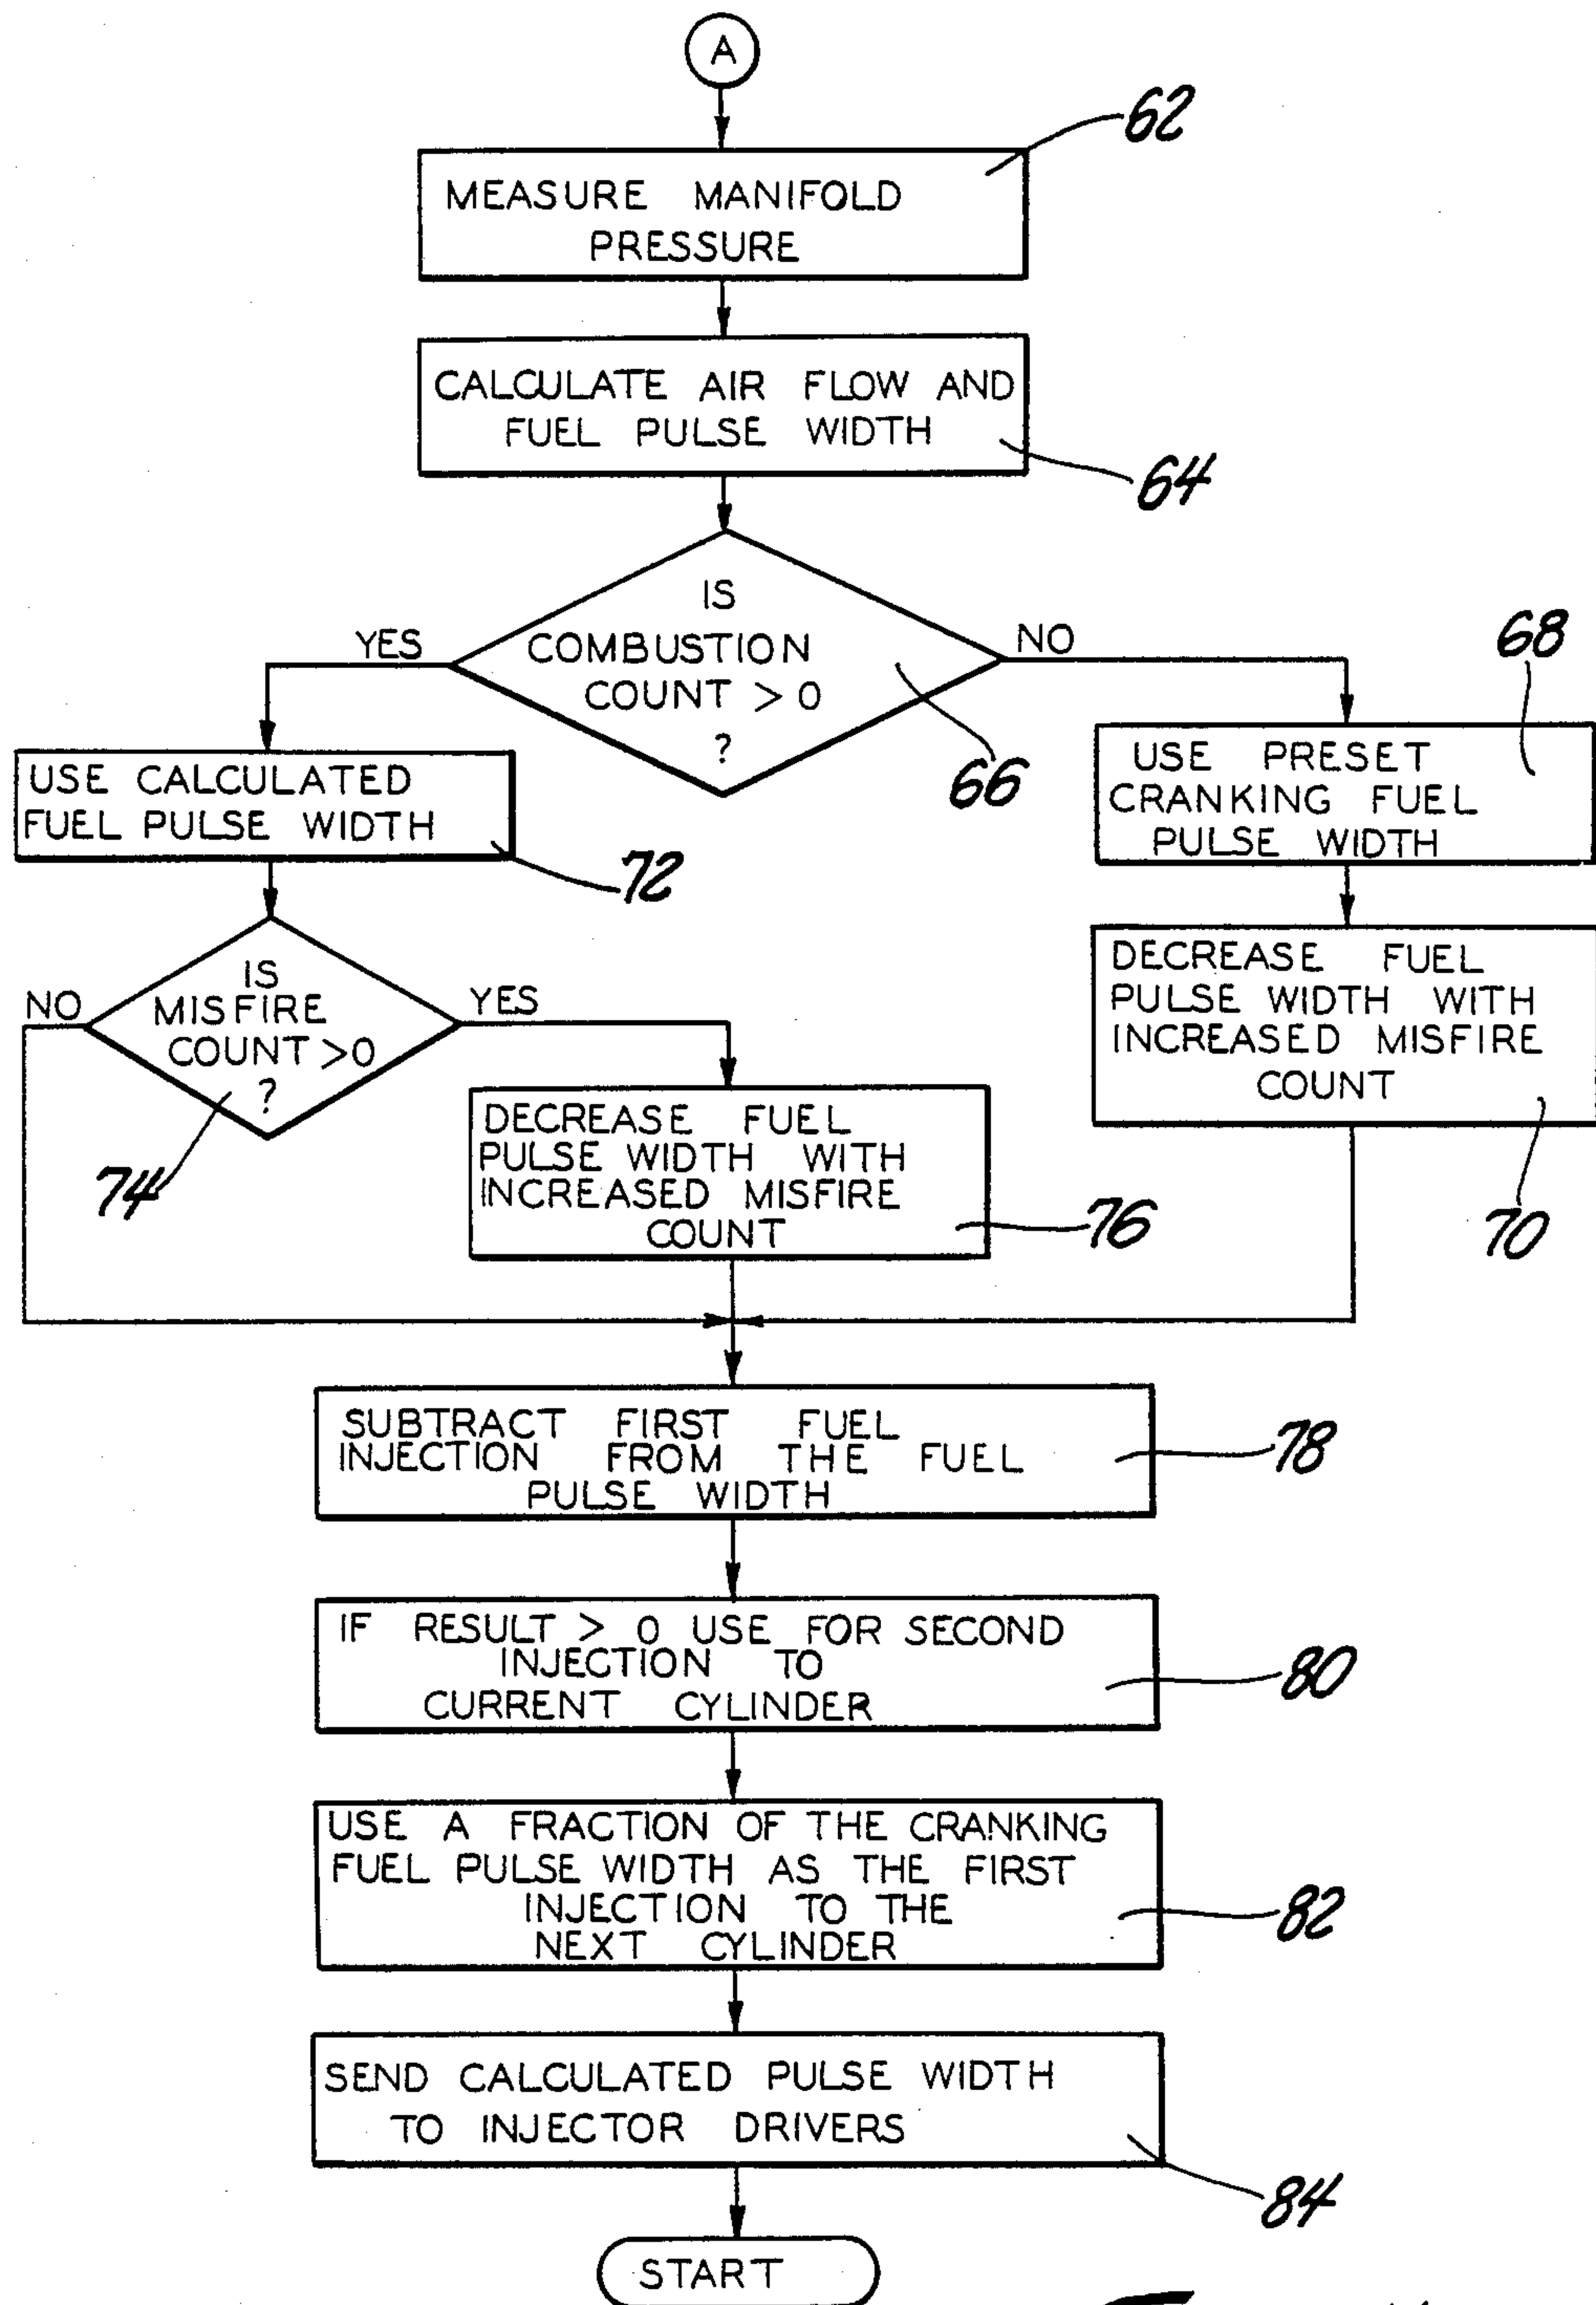 A
62
MEASURE MANIFOLD
PRESSURE
CALCULATE AIR FLOW AND
FUEL PULSE WIDTH
64
IS
COMBUSTION
COUNT > 0
?
YES
NO
66
68
USE PRESET
CRANKING FUEL
PULSE WIDTH
USE CALCULATED
FUEL PULSE WIDTH
72
IS
MISFIRE
COUNT >0
?
NO
YES
74
DECREASE FUEL
PULSE WIDTH WITH
INCREASED MISFIRE
COUNT
76
DECREASE FUEL
PULSE WIDTH WITH
INCREASED MISFIRE
COUNT
70
SUBTRACT FIRST FUEL
INJECTION FROM THE FUEL
PULSE WIDTH
78
IF RESULT > 0 USE FOR SECOND
INJECTION TO
CURRENT CYLINDER
80
USE A FRACTION OF THE CRANKING
FUEL PULSE WIDTH AS THE FIRST
INJECTION TO THE
NEXT CYLINDER
82
SEND CALCULATED PULSE WIDTH
TO INJECTOR DRIVERS
84
START